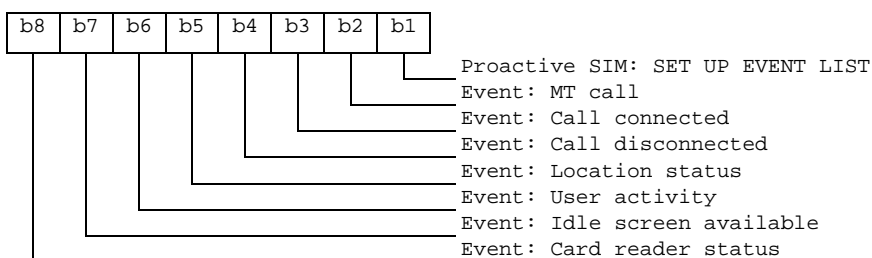 b8 b7 b6 b5 b4 b3 b2 b1
Proactive SIM: SET UP EVENT LIST
Event: MT call
Event: Call connected
Event: Call disconnected
Event: Location status
Event: User activity
Event: Idle screen available
Event: Card reader status